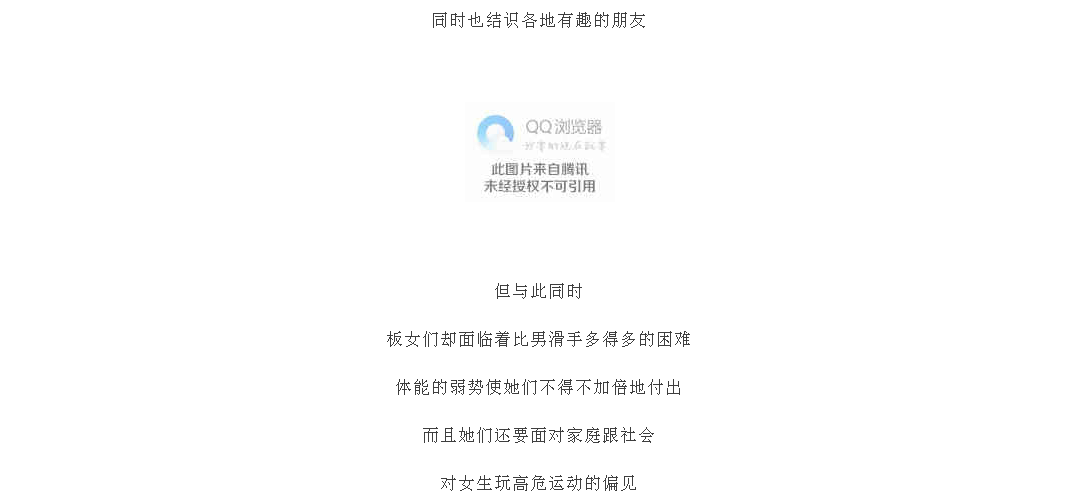 同时也结识各地有趣的朋友
QQ浏览器
此图片来自腾讯
未经授权不可引用
但与此同时
板女们却面临着比男滑手多得多的困难
体能的弱势使她们不得不加倍地付出
而且她们还要面对家庭跟社会
对女生玩高危运动的偏见